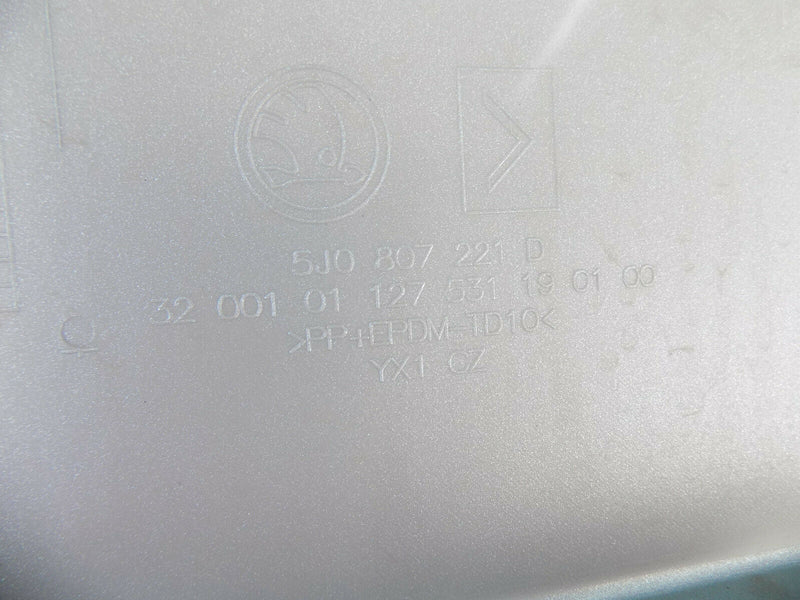 5J0 807 221 D
32 001 01 127 531 19 01 00
>PP+EPDM-TD10<
YX1 CZ